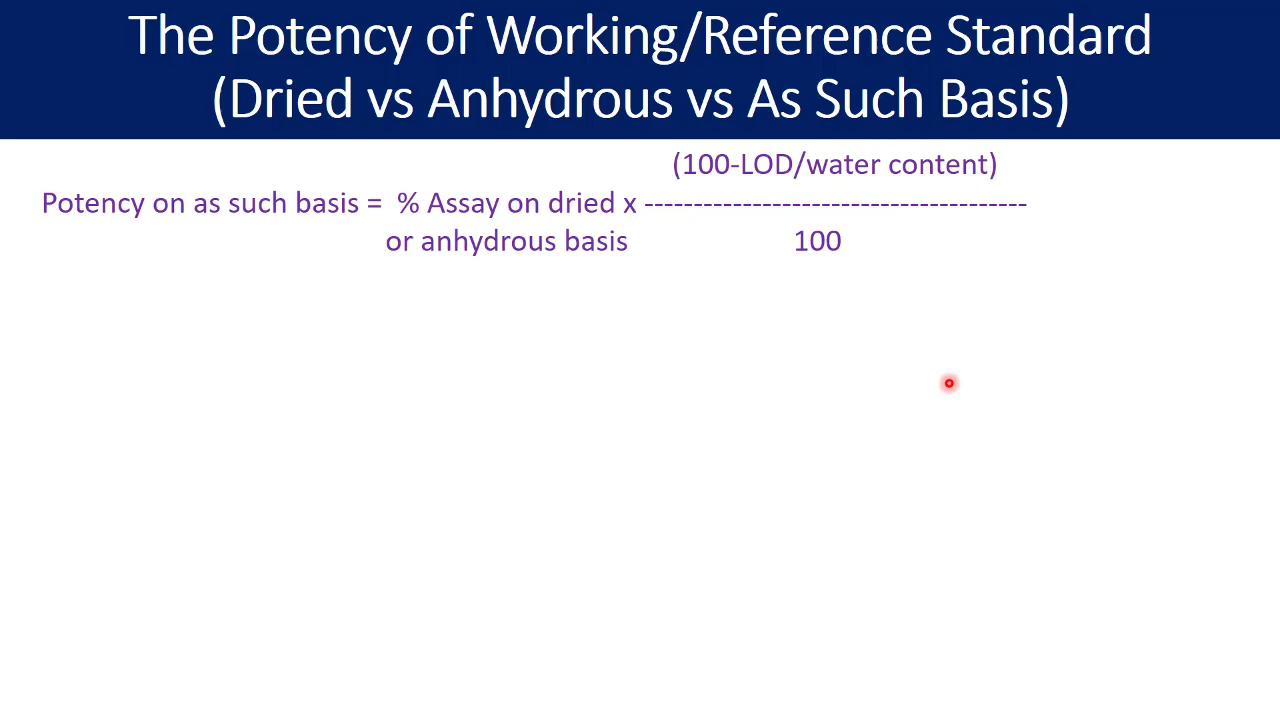 The Potency of Working/Reference Standard
(Dried vs Anhydrous vs As Such Basis)
(100-LOD/water content)
Potency on as such basis = % Assay on dried x ---------------------------------------
or anhydrous basis 100